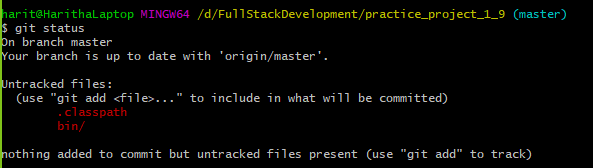 harit@HarithaLaptop MINGW64 /d/FullStackDevelopment/practice_project_1_9 (master)
$ git status
On branch master
Your branch is up to date with 'origin/master'.
Untracked files:
(use "git add <file>..." to include in what will be committed)
.classpath
bin/
nothing added to commit but untracked files present (use "git add" to track)